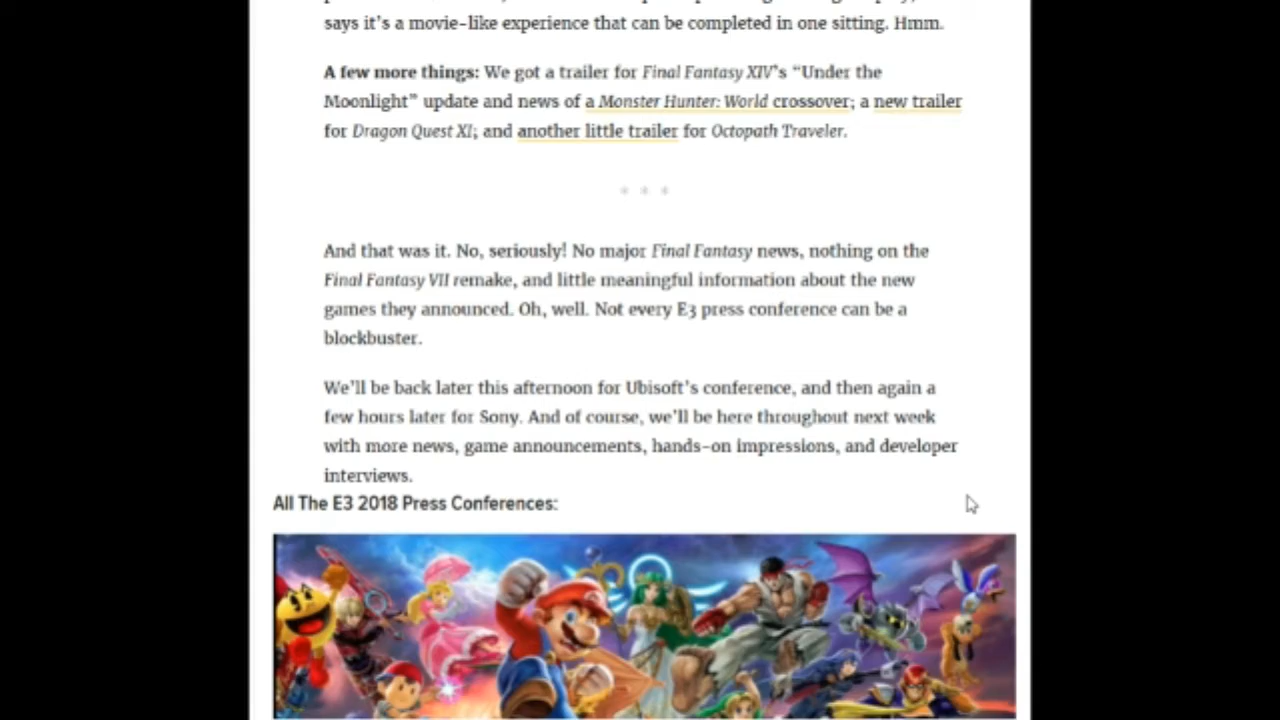 says it's a movie-like experience that can be completed in one sitting. Hmm.
A few more things: We got a trailer for Final Fantasy XIV's "Under the
Moonlight" update and news of a Monster Hunter: World crossover; a new trailer
for Dragon Quest XI; and another little trailer for Octopath Traveler.
* * *
And that was it. No, seriously! No major Final Fantasy news, nothing on the
Final Fantasy VII remake, and little meaningful information about the new
games they announced. Oh, well. Not every E3 press conference can be a
blockbuster.
We'll be back later this afternoon for Ubisoft's conference, and then again a
few hours later for Sony. And of course, we'll be here throughout next week
with more news, game announcements, hands-on impressions, and developer
interviews.
All The E3 2018 Press Conferences: